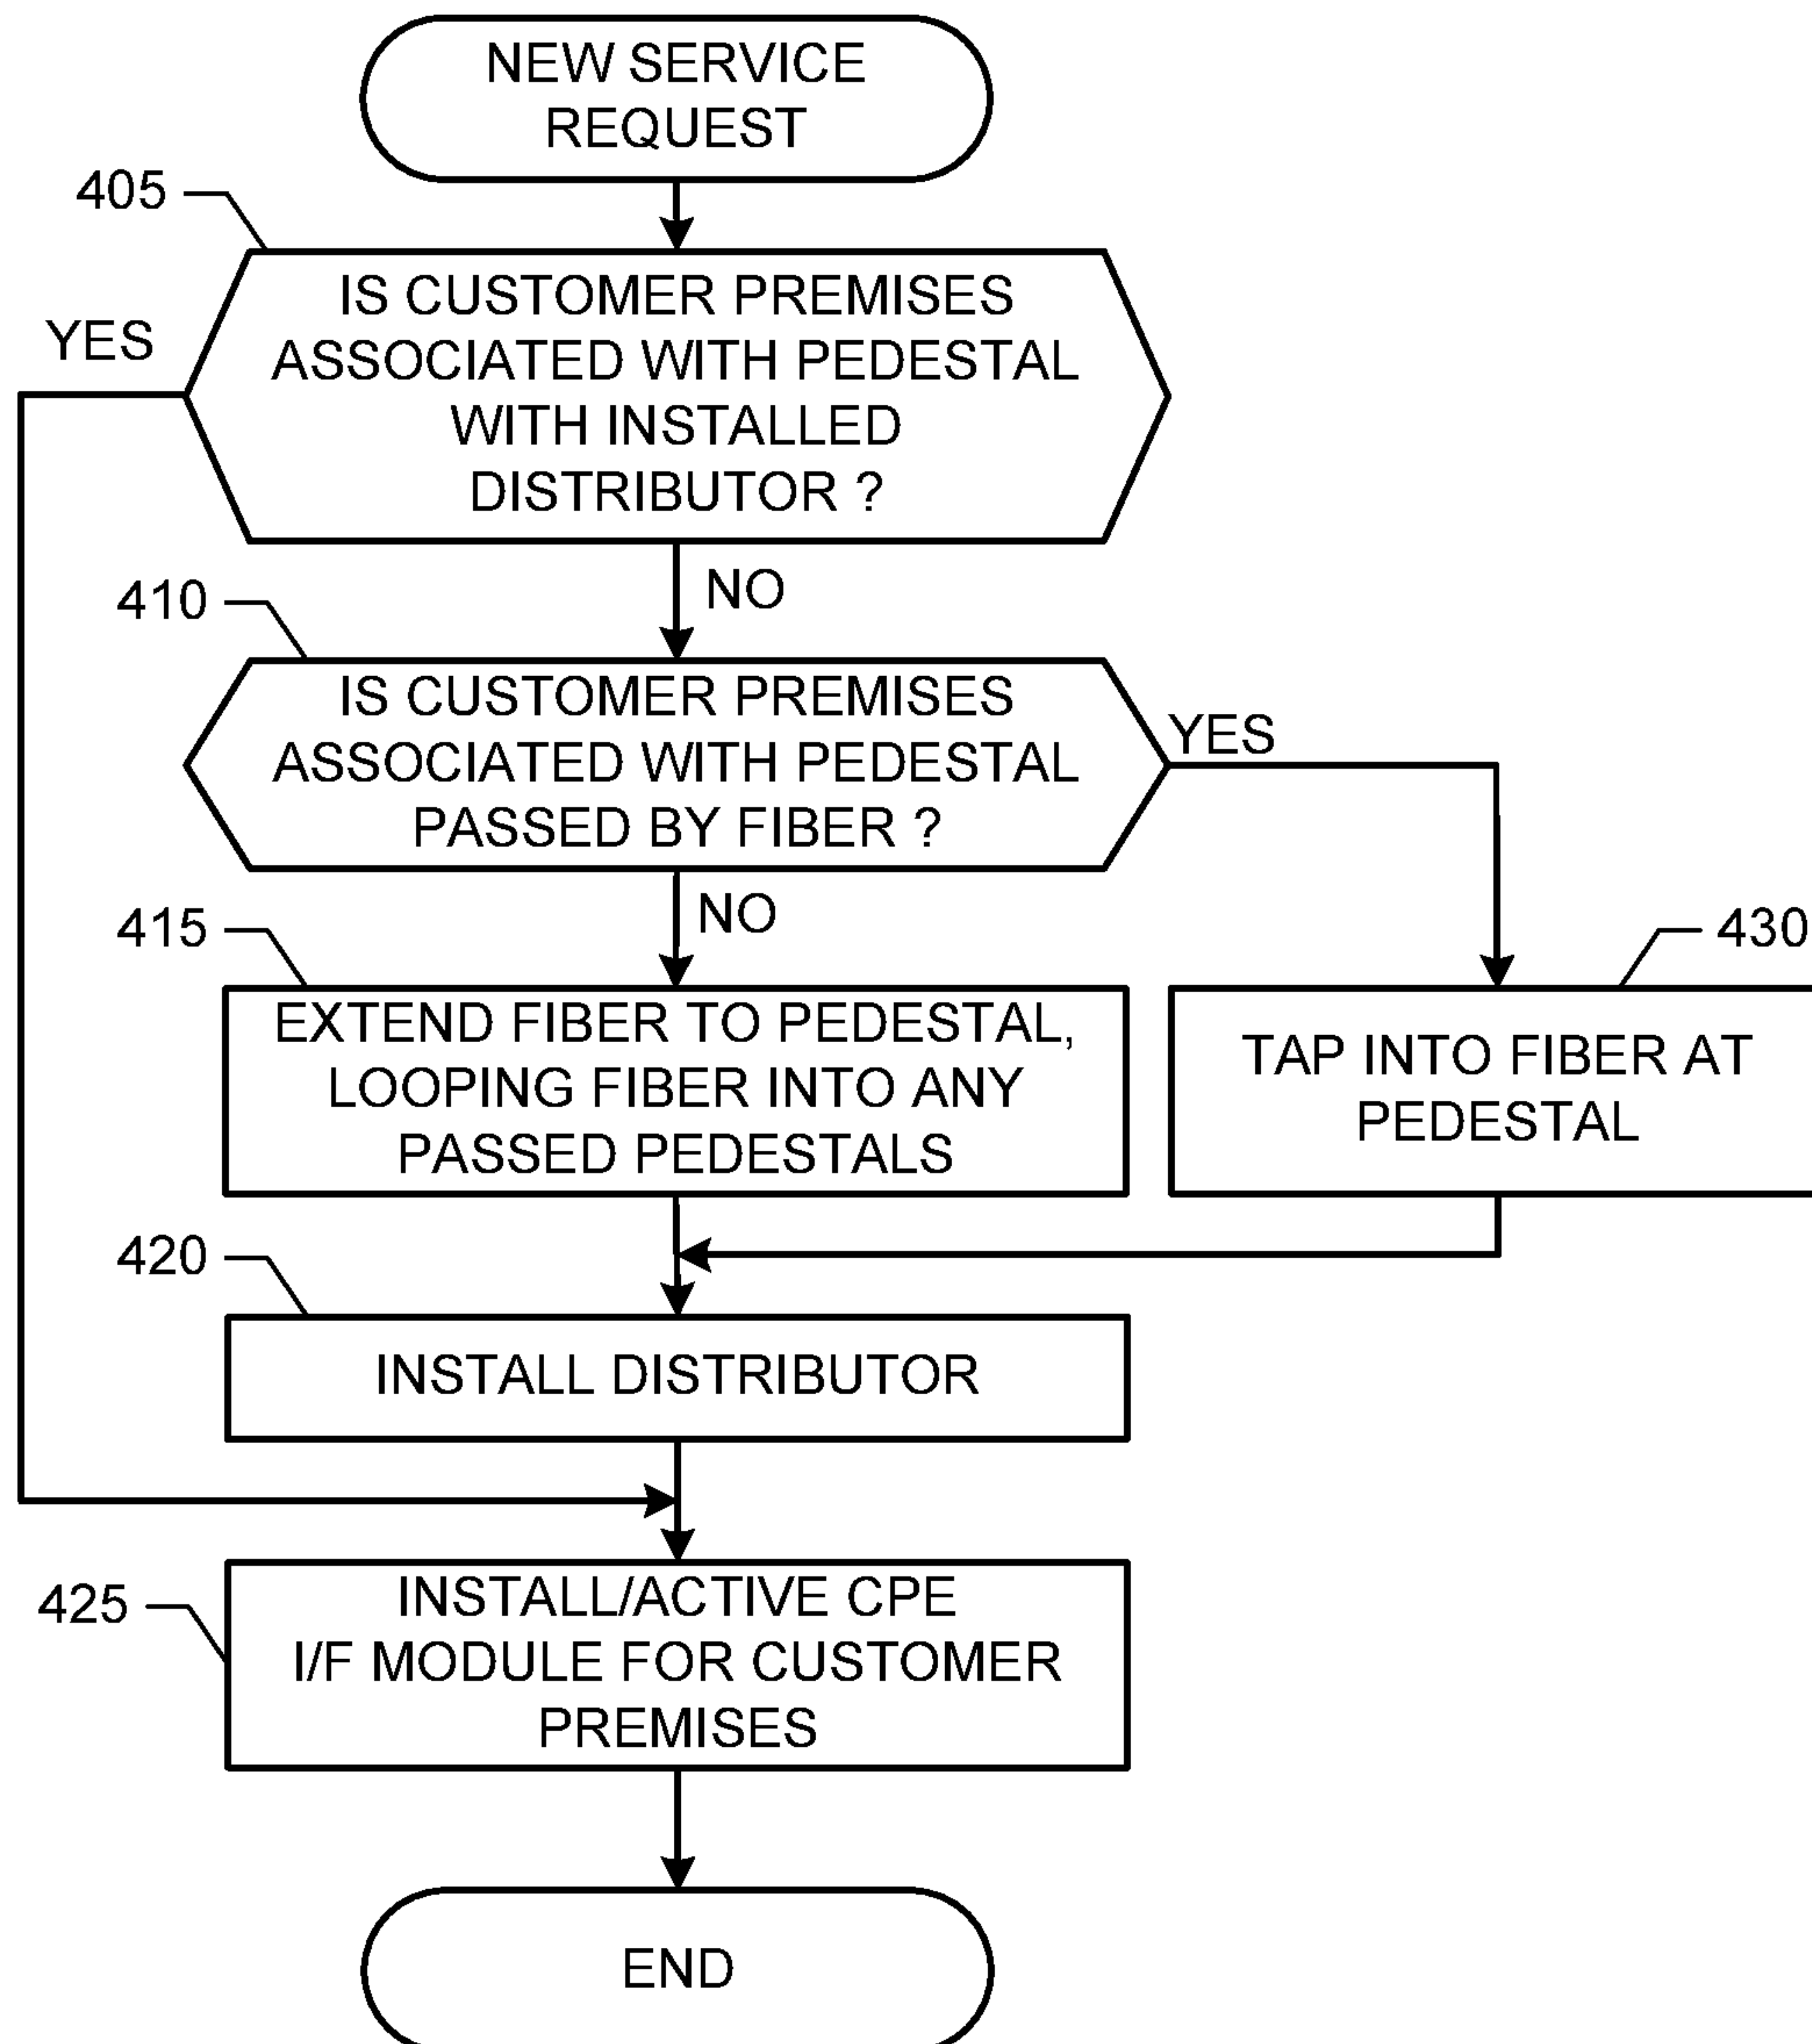 NEW SERVICE
REQUEST
405
IS CUSTOMER PREMISES
ASSOCIATED WITH PEDESTAL
WITH INSTALLED
DISTRIBUTOR ?
YES
NO
410
IS CUSTOMER PREMISES
ASSOCIATED WITH PEDESTAL
PASSED BY FIBER ?
YES
NO
415
EXTEND FIBER TO PEDESTAL,
LOOPING FIBER INTO ANY
PASSED PEDESTALS
430
TAP INTO FIBER AT
PEDESTAL
420
INSTALL DISTRIBUTOR
425
INSTALL/ACTIVE CPE
I/F MODULE FOR CUSTOMER
PREMISES
END